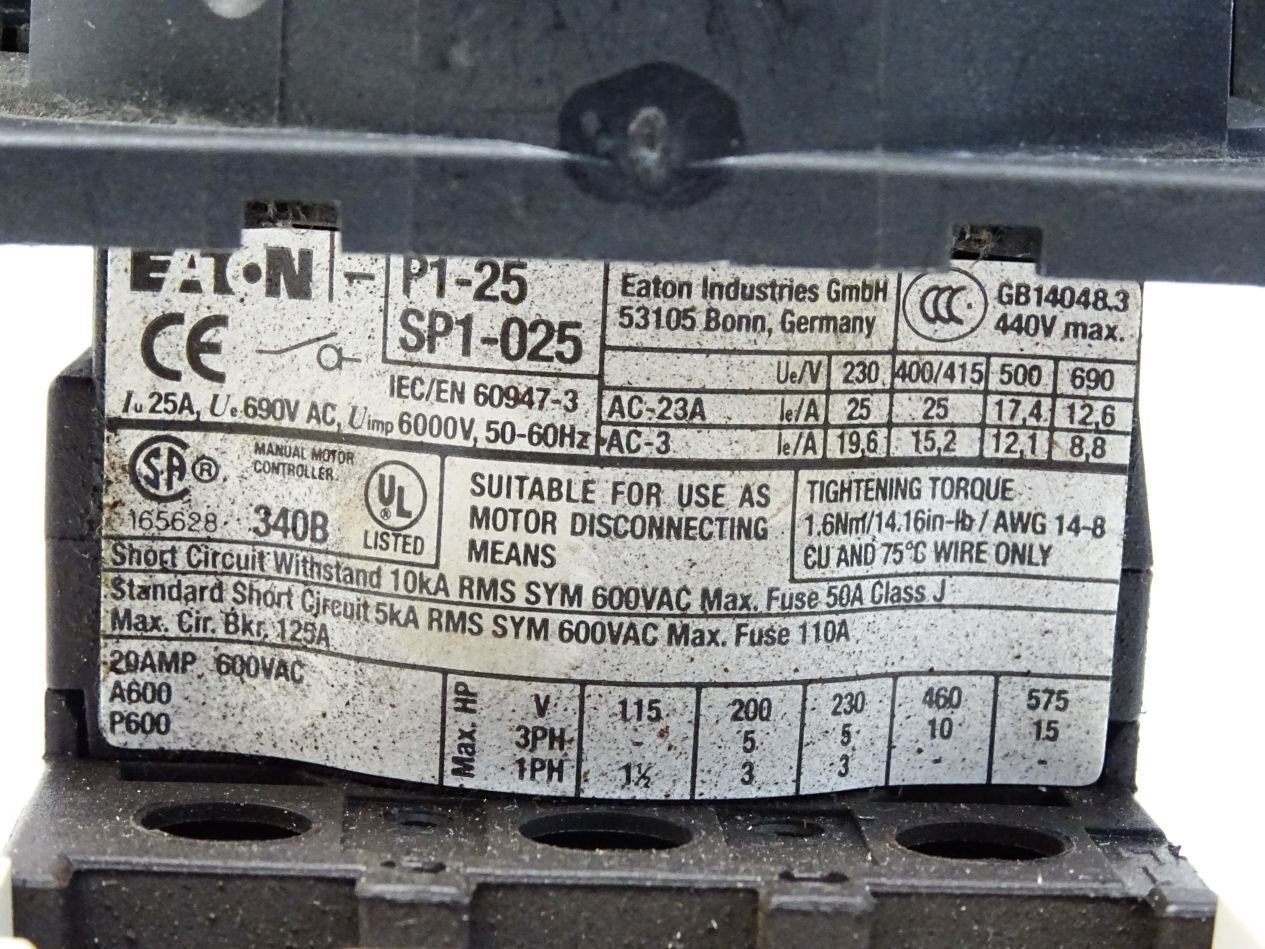 EATON
P1-25
SP1-025
CE
IEC/EN 60947-3
Iu 25A, Ue 690V AC, Uimp 6000V, 50-60Hz
Eaton Industries GmbH
53105 Bonn, Germany
CCC
GB14048.3
440V max.
Ue/V 230 400/415 500 690
AC-23A Ie/A 25 25 17,4 12,6
AC-3 Ie/A 19,6 15,2 12,1 8,8
SA ®
165628
MANUAL MOTOR
CONTROLLER
340B
UL ®
LISTED
SUITABLE FOR USE AS
MOTOR DISCONNECTING
MEANS
TIGHTENING TORQUE
1.6Nm/14.16in-lb/AWG 14-8
CU AND 75°C WIRE ONLY
Short Circuit Withstand 10kA RMS SYM 600VAC Max. Fuse 50A Class J
Standard Short Circuit 5kA RMS SYM 600VAC Max. Fuse 110A
Max. Cir. Bkr. 125A
20AMP 600VAC
A600
P600
Max. HP
V 115 200 230 460 575
3PH - 5 5 10 15
1PH 1½ 3 3 - -